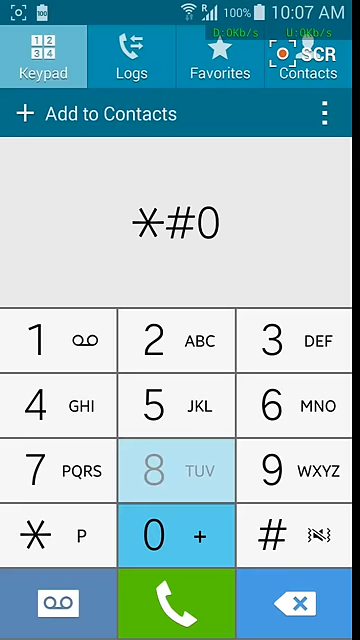 100 100% 10:07 AM
D:0Kb/s U:0Kb/s
SCR
Keypad Logs Favorites Contacts
+ Add to Contacts
*#0
1 2 ABC 3 DEF
4 GHI 5 JKL 6 MNO
7 PQRS 8 TUV 9 WXYZ
* P 0 + #